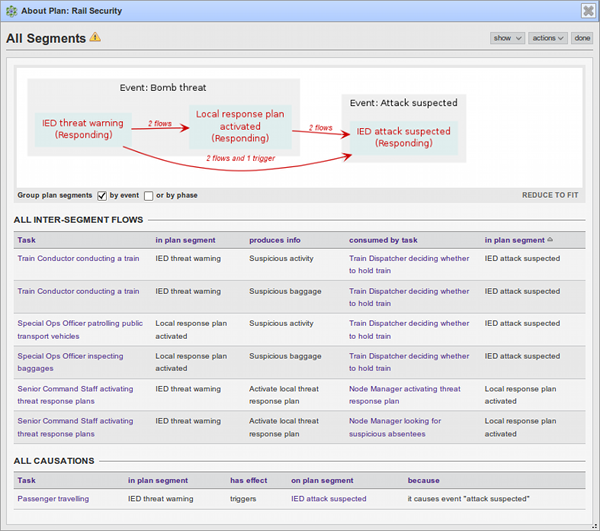 About Plan: Rail Security
All Segments
show actions done
Event: Bomb threat
Event: Attack suspected
IED threat warning
(Responding)
2 flows
Local response plan
activated
(Responding)
2 flows
IED attack suspected
(Responding)
2 flows and 1 trigger
Group plan segments by event or by phase REDUCE TO FIT
ALL INTER-SEGMENT FLOWS
Task in plan segment produces info consumed by task in plan segment
Train Conductor conducting a train IED threat warning Suspicious activity Train Dispatcher deciding whether IED attack suspected
to hold train
Train Conductor conducting a train IED threat warning Suspicious baggage Train Dispatcher deciding whether IED attack suspected
to hold train
Special Ops Officer patrolling public Local response plan Suspicious activity Train Dispatcher deciding whether IED attack suspected
transport vehicles activated to hold train
Special Ops Officer inspecting Local response plan Suspicious baggage Train Dispatcher deciding whether IED attack suspected
baggages activated to hold train
Senior Command Staff activating IED threat warning Activate local threat Node Manager activating threat Local response plan
threat response plans response plan response plan activated
Senior Command Staff activating IED threat warning Activate local threat Node Manager looking for Local response plan
threat response plans response plan suspicious absentees activated
ALL CAUSATIONS
Task in plan segment has effect on plan segment because
Passenger travelling IED threat warning triggers IED attack suspected it causes event "attack suspected"